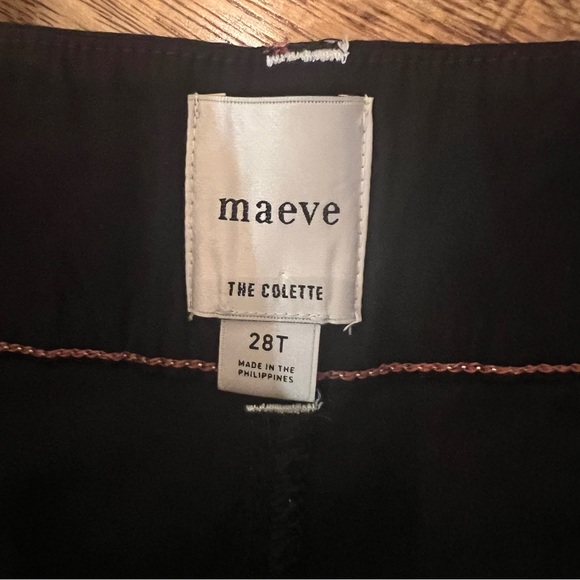 maeve
THE COLETTE
28T
MADE IN THE
PHILIPPINES